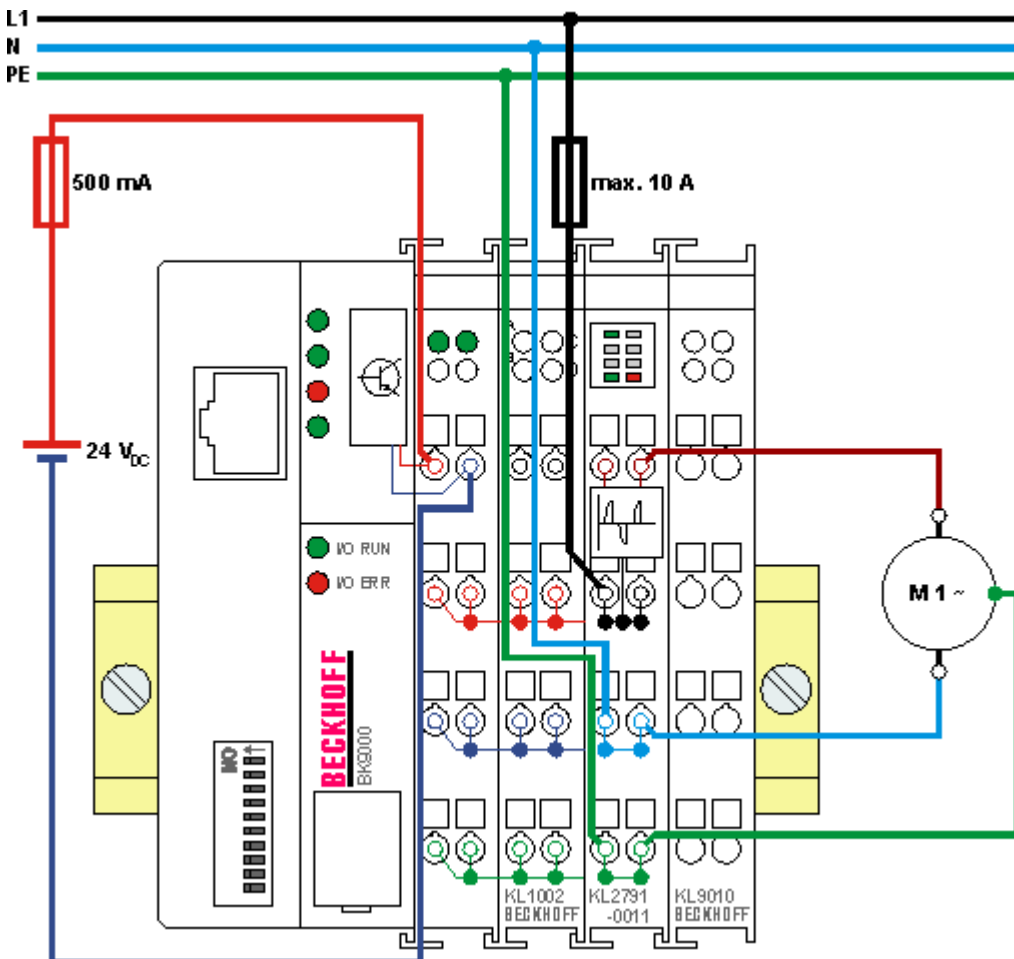 L1
N
PE
500 mA
max. 10 A
24 VDC
I/O RUN
I/O ERR
M 1 ~
BECKHOFF
BK9000
ON
KL1002
BECKHOFF
KL2791
-0011
KL9010
BECKHOFF